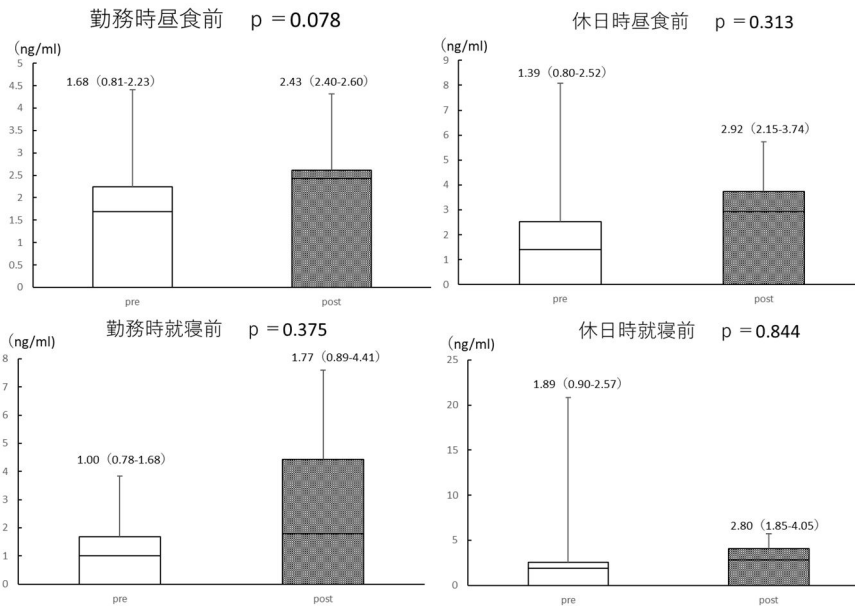 勤務時昼食前 p =0.078
(ng/ml)
5
4.5
4
3.5
3
2.5
2
1.5
1
0.5
0
1.68（0.81-2.23）
2.43（2.40-2.60）
pre
post
休日時昼食前 p =0.313
(ng/ml)
9
8
7
6
5
4
3
2
1
0
1.39（0.80-2.52）
2.92（2.15-3.74）
pre
post
勤務時就寝前 p =0.375
(ng/ml)
8
7
6
5
4
3
2
1
0
1.00（0.78-1.68）
1.77（0.89-4.41）
pre
post
休日時就寝前 p =0.844
(ng/ml)
25
20
15
10
5
0
1.89（0.90-2.57）
2.80（1.85-4.05）
pre
post